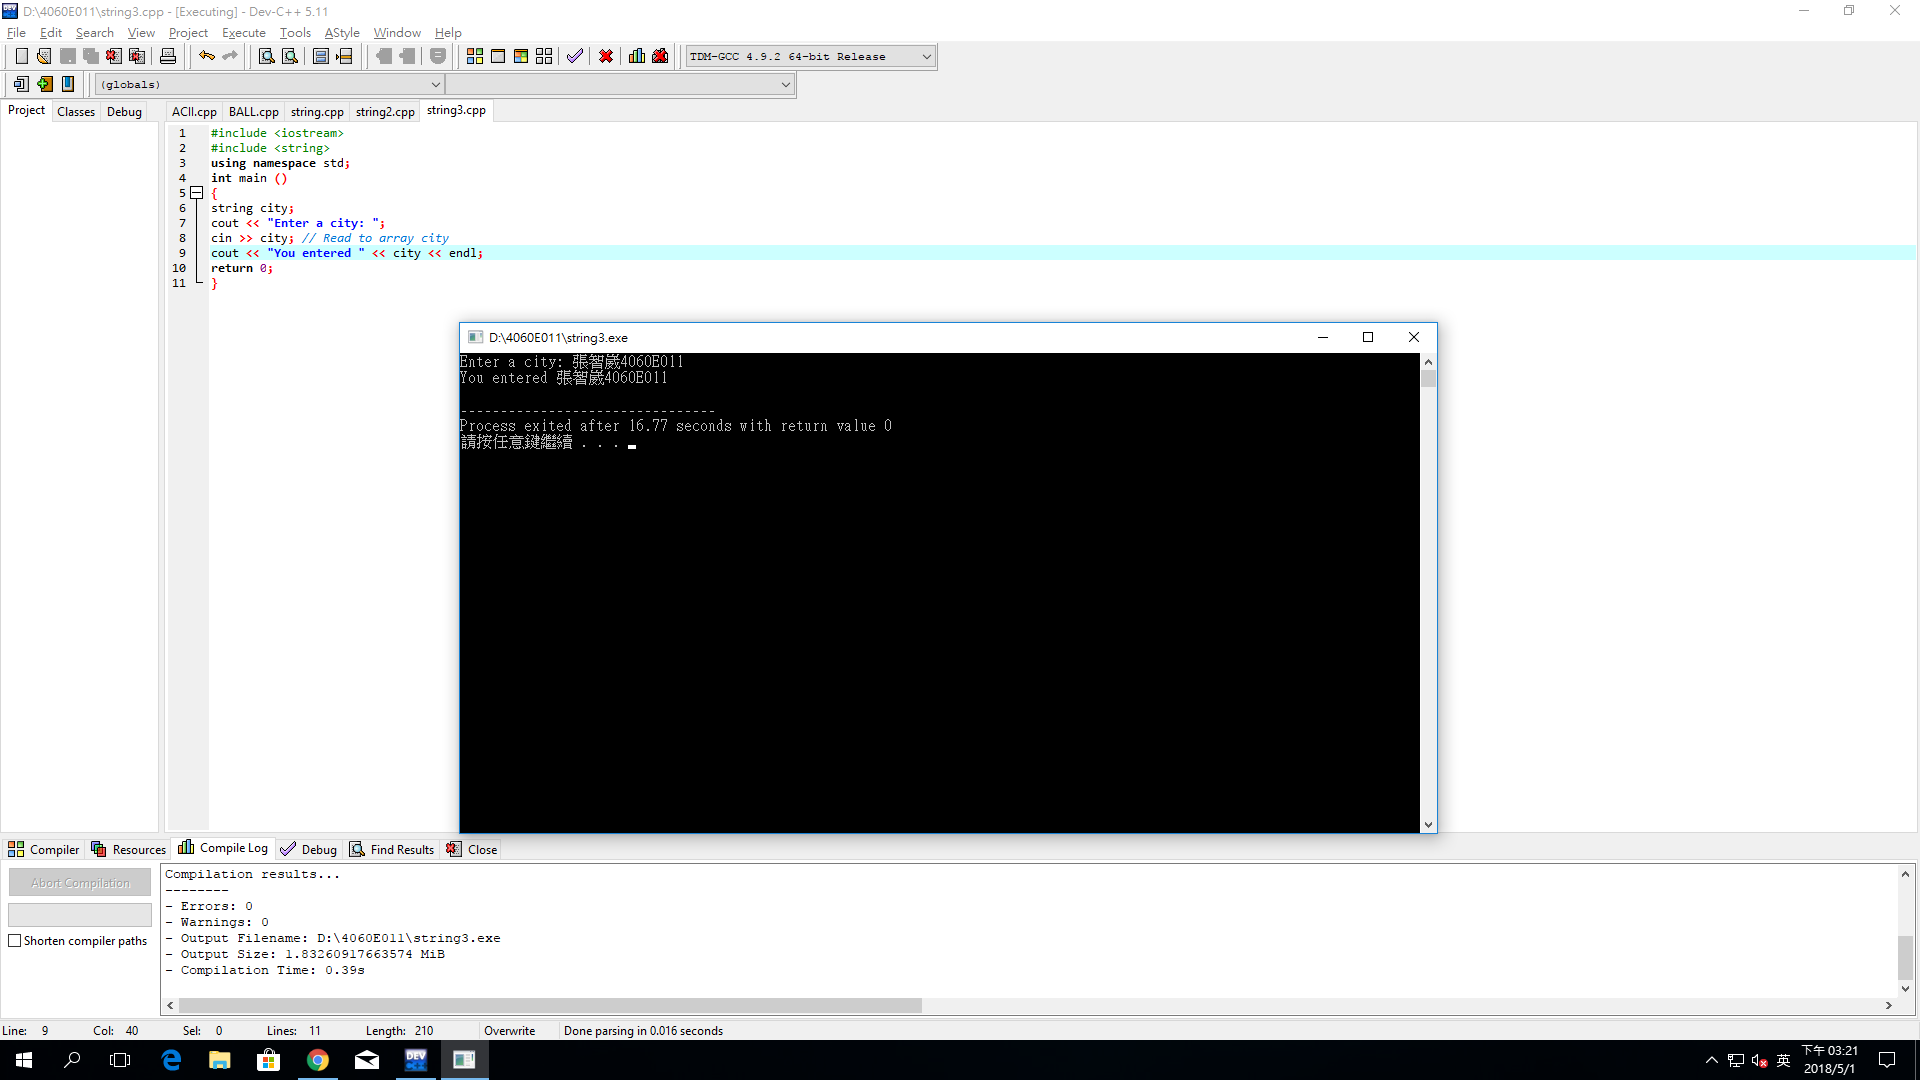 D:\4060E011\string3.cpp - [Executing] - Dev-C++ 5.11
File Edit Search View Project Execute Tools AStyle Window Help
TDM-GCC 4.9.2 64-bit Release
(globals)
Project Classes Debug ACII.cpp BALL.cpp string.cpp string2.cpp string3.cpp
1 #include <iostream>
2 #include <string>
3 using namespace std;
4 int main ()
5 {
6 string city;
7 cout << "Enter a city: ";
8 cin >> city; // Read to array city
9 cout << "You entered " << city << endl;
10 return 0;
11 }
D:\4060E011\string3.exe
Enter a city: 張智崴4060E011
You entered 張智崴4060E011
--------------------------------
Process exited after 16.77 seconds with return value 0
請按任意鍵繼續 . . .
Compiler Resources Compile Log Debug Find Results Close
Abort Compilation
Shorten compiler paths
Compilation results...
--------
- Errors: 0
- Warnings: 0
- Output Filename: D:\4060E011\string3.exe
- Output Size: 1.83260917663574 MiB
- Compilation Time: 0.39s
Line: 9 Col: 40 Sel: 0 Lines: 11 Length: 210 Overwrite Done parsing in 0.016 seconds
DEV C++
英
下午 03:21
2018/5/1